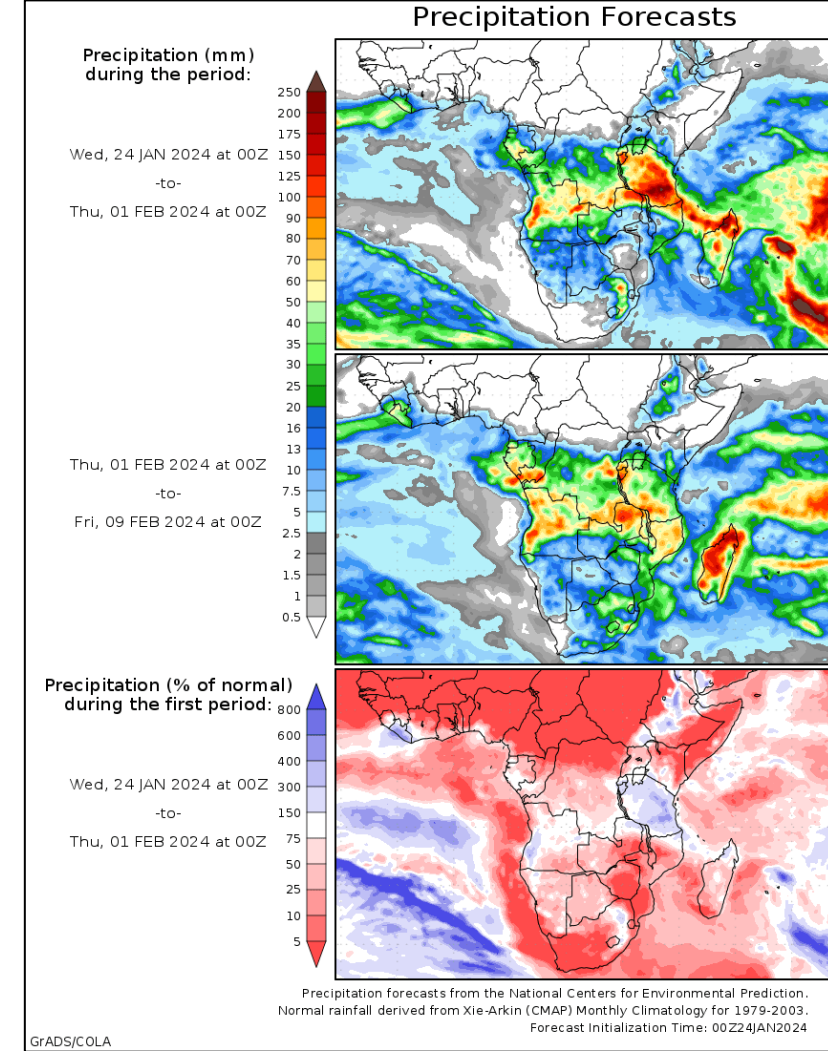 Precipitation Forecasts
Precipitation (mm)
during the period:
Wed, 24 JAN 2024 at 00Z
-to-
Thu, 01 FEB 2024 at 00Z
250
200
175
150
125
100
90
80
70
60
50
40
35
30
25
20
16
13
10
7.5
5
2.5
2
1.5
1
0.5
Thu, 01 FEB 2024 at 00Z
-to-
Fri, 09 FEB 2024 at 00Z
Precipitation (% of normal)
during the first period:
Wed, 24 JAN 2024 at 00Z
-to-
Thu, 01 FEB 2024 at 00Z
800
600
400
300
150
75
50
25
10
5
Precipitation forecasts from the National Centers for Environmental Prediction.
Normal rainfall derived from Xie-Arkin (CMAP) Monthly Climatology for 1979-2003.
Forecast Initialization Time: 00Z24JAN2024
GrADS/COLA